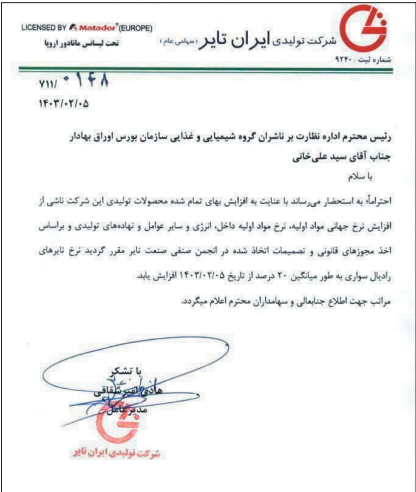 LICENSED BY Matador (EUROPE)
تحت لیسانس ماتادور اروپا
شرکت تولیدی ایران تایر (سهامی عام)
شماره ثبت : ۹۲۴۰
۷۱۱/۰۱۴۸
۱۴۰۳/۰۲/۰۵
رئیس محترم اداره نظارت بر ناشران گروه شیمیایی و غذایی سازمان بورس اوراق بهادار
جناب آقای سید علی‌خانی
با سلام
احتراماً؛ به استحضار می‌رساند با عنایت به افزایش بهای تمام شده محصولات تولیدی این شرکت ناشی از
افزایش نرخ جهانی مواد اولیه، نرخ مواد اولیه داخل، انرژی و سایر عوامل و نهاده‌های تولیدی و براساس
اخذ مجوزهای قانونی و تصمیمات اتخاذ شده در انجمن صنفی صنعت تایر مقرر گردید نرخ تایرهای
رادیال سواری به طور میانگین ۲۰ درصد از تاریخ ۱۴۰۳/۰۲/۰۵ افزایش یابد.
مراتب جهت اطلاع جنابعالی و سهامداران محترم اعلام میگردد.
با تشکر
هادی امیرشقاقی
مدیرعامل
شرکت تولیدی ایران تایر